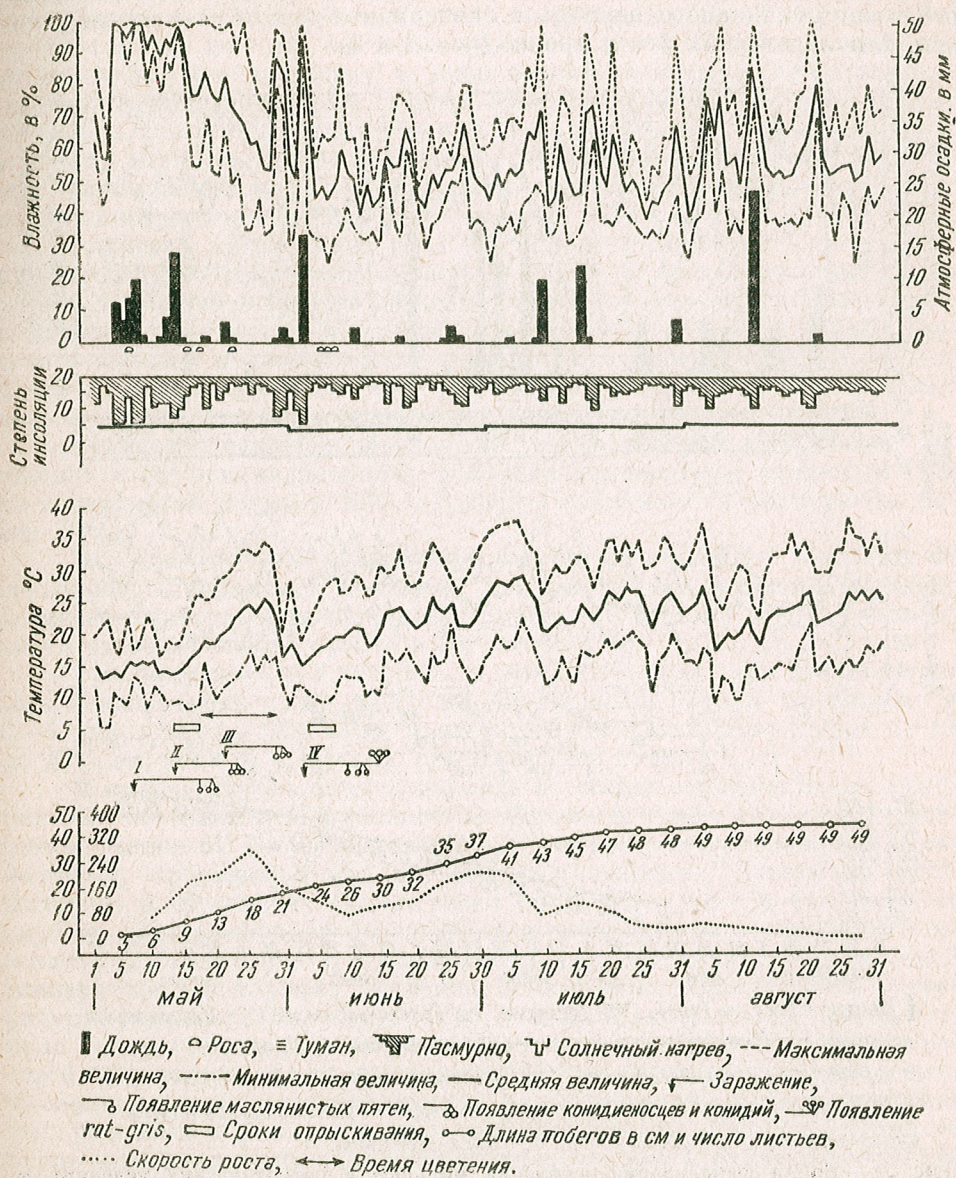 Влажность, в %
100
90
80
70
60
50
40
30
20
10
0
50
45
40
35
30
25
20
15
10
5
0
Атмосферные осадки, в мм
Степень инсоляции
20
10
0
Температура °C
40
35
30
25
20
15
10
5
0
I
II
III
IV
50 400
40 320
30 240
20 160
10 80
0 0
5 6 9 13 18 21 24 26 30 32 35 37 41 43 45 47 48 48 49 49 49 49 49 49
1 5 10 15 20 25 31 5 10 15 20 25 30 5 10 15 20 25 31 5 10 15 20 25 31
май июнь июль август
Дождь, Роса, Туман, Пасмурно, Солнечный нагрев, Максимальная
величина, Минимальная величина, Средняя величина, Заражение,
Появление маслянистых пятен, Появление конидиеносцев и конидий, Появление
rat-gris, Сроки опрыскивания, Длина побегов в см и число листьев,
Скорость роста, Время цветения.